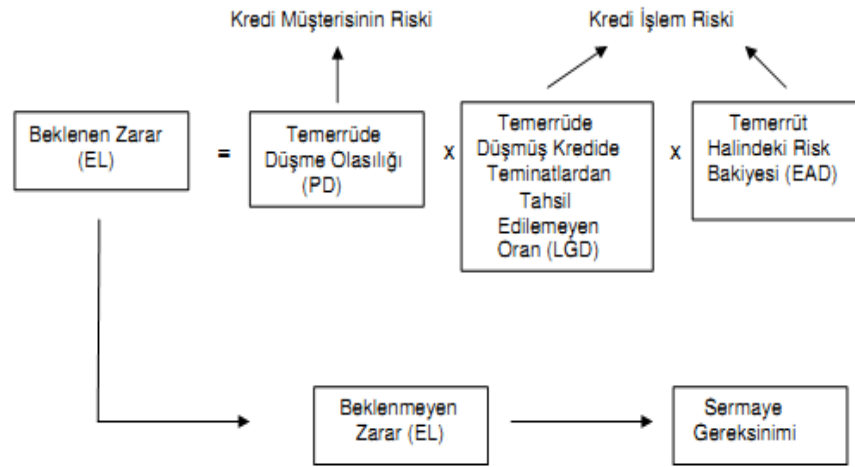 Kredi Müşterisinin Riski
Kredi İşlem Riski
Beklenen Zarar
(EL)
=
Temerrüde
Düşme Olasılığı
(PD)
x
Temerrüde
Düşmüş Kredide
Teminatlardan
Tahsil
Edilemeyen
Oran (LGD)
x
Temerrüt
Halindeki Risk
Bakiyesi (EAD)
Beklenmeyen
Zarar (EL)
Sermaye
Gereksinimi